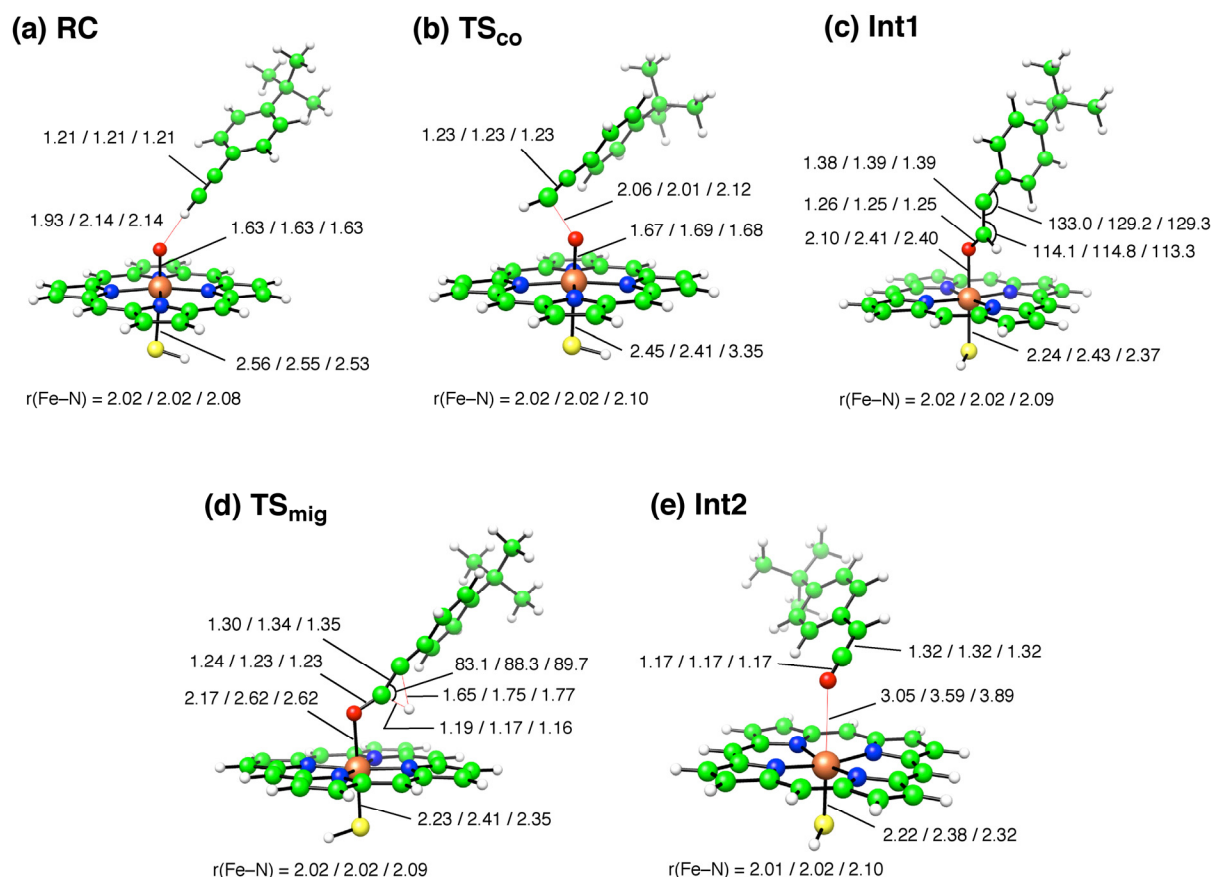 (a) RC
1.21 / 1.21 / 1.21
1.93 / 2.14 / 2.14
1.63 / 1.63 / 1.63
2.56 / 2.55 / 2.53
r(Fe–N) = 2.02 / 2.02 / 2.08
(b) TSco
1.23 / 1.23 / 1.23
2.06 / 2.01 / 2.12
1.67 / 1.69 / 1.68
2.45 / 2.41 / 3.35
r(Fe–N) = 2.02 / 2.02 / 2.10
(c) Int1
1.38 / 1.39 / 1.39
1.26 / 1.25 / 1.25
2.10 / 2.41 / 2.40
133.0 / 129.2 / 129.3
114.1 / 114.8 / 113.3
2.24 / 2.43 / 2.37
r(Fe–N) = 2.02 / 2.02 / 2.09
(d) TSmig
1.30 / 1.34 / 1.35
1.24 / 1.23 / 1.23
2.17 / 2.62 / 2.62
83.1 / 88.3 / 89.7
1.65 / 1.75 / 1.77
1.19 / 1.17 / 1.16
2.23 / 2.41 / 2.35
r(Fe–N) = 2.02 / 2.02 / 2.09
(e) Int2
1.17 / 1.17 / 1.17
1.32 / 1.32 / 1.32
3.05 / 3.59 / 3.89
2.22 / 2.38 / 2.32
r(Fe–N) = 2.01 / 2.02 / 2.10